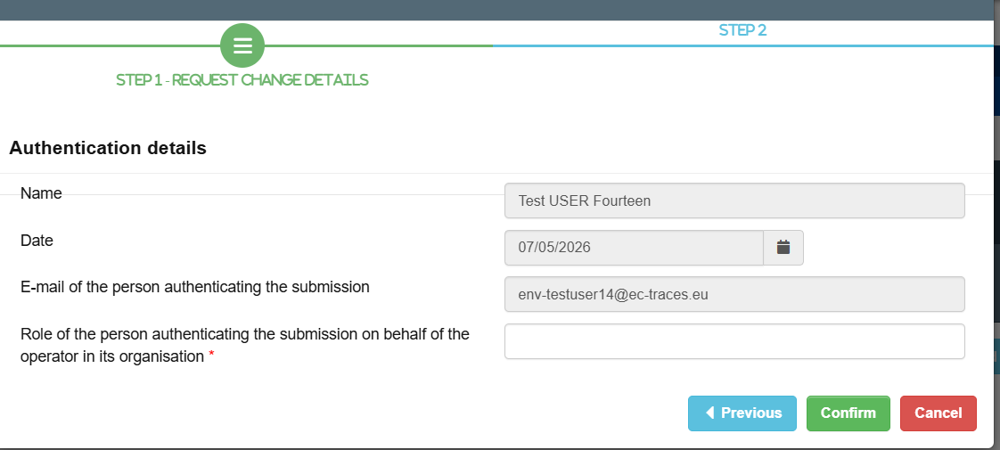 STEP 2
STEP 1 - REQUEST CHANGE DETAILS
Authentication details
Name
Test USER Fourteen
Date
07/05/2026
E-mail of the person authenticating the submission
env-testuser14@ec-traces.eu
Role of the person authenticating the submission on behalf of the
operator in its organisation *
Previous
Confirm
Cancel